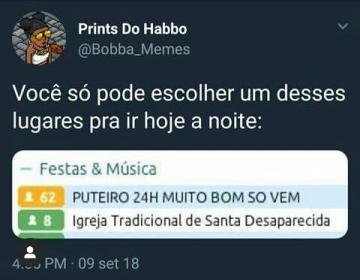 Prints Do Habbo
@Bobba_Memes
Você só pode escolher um desses
lugares pra ir hoje a noite:
— Festas & Música
62 PUTEIRO 24H MUITO BOM SO VEM
8 Igreja Tradicional de Santa Desaparecida
PM · 09 set 18